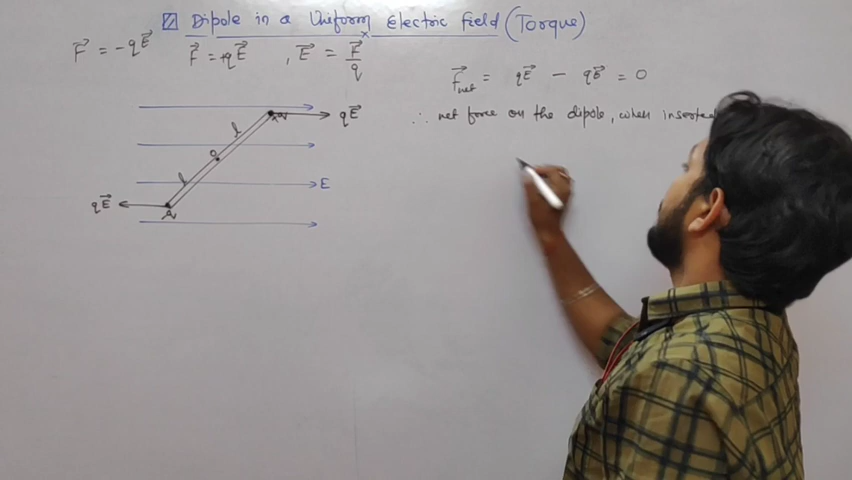 Dipole in a Uniform Electric field (Torque)
F⃗ = -qE⃗
F⃗ = +qE⃗ , E⃗ = F⃗/q
F⃗net = qE⃗ - qE⃗ = 0
∴ net force on the dipole, when inserted
qE⃗
l
O
l
E
qE⃗